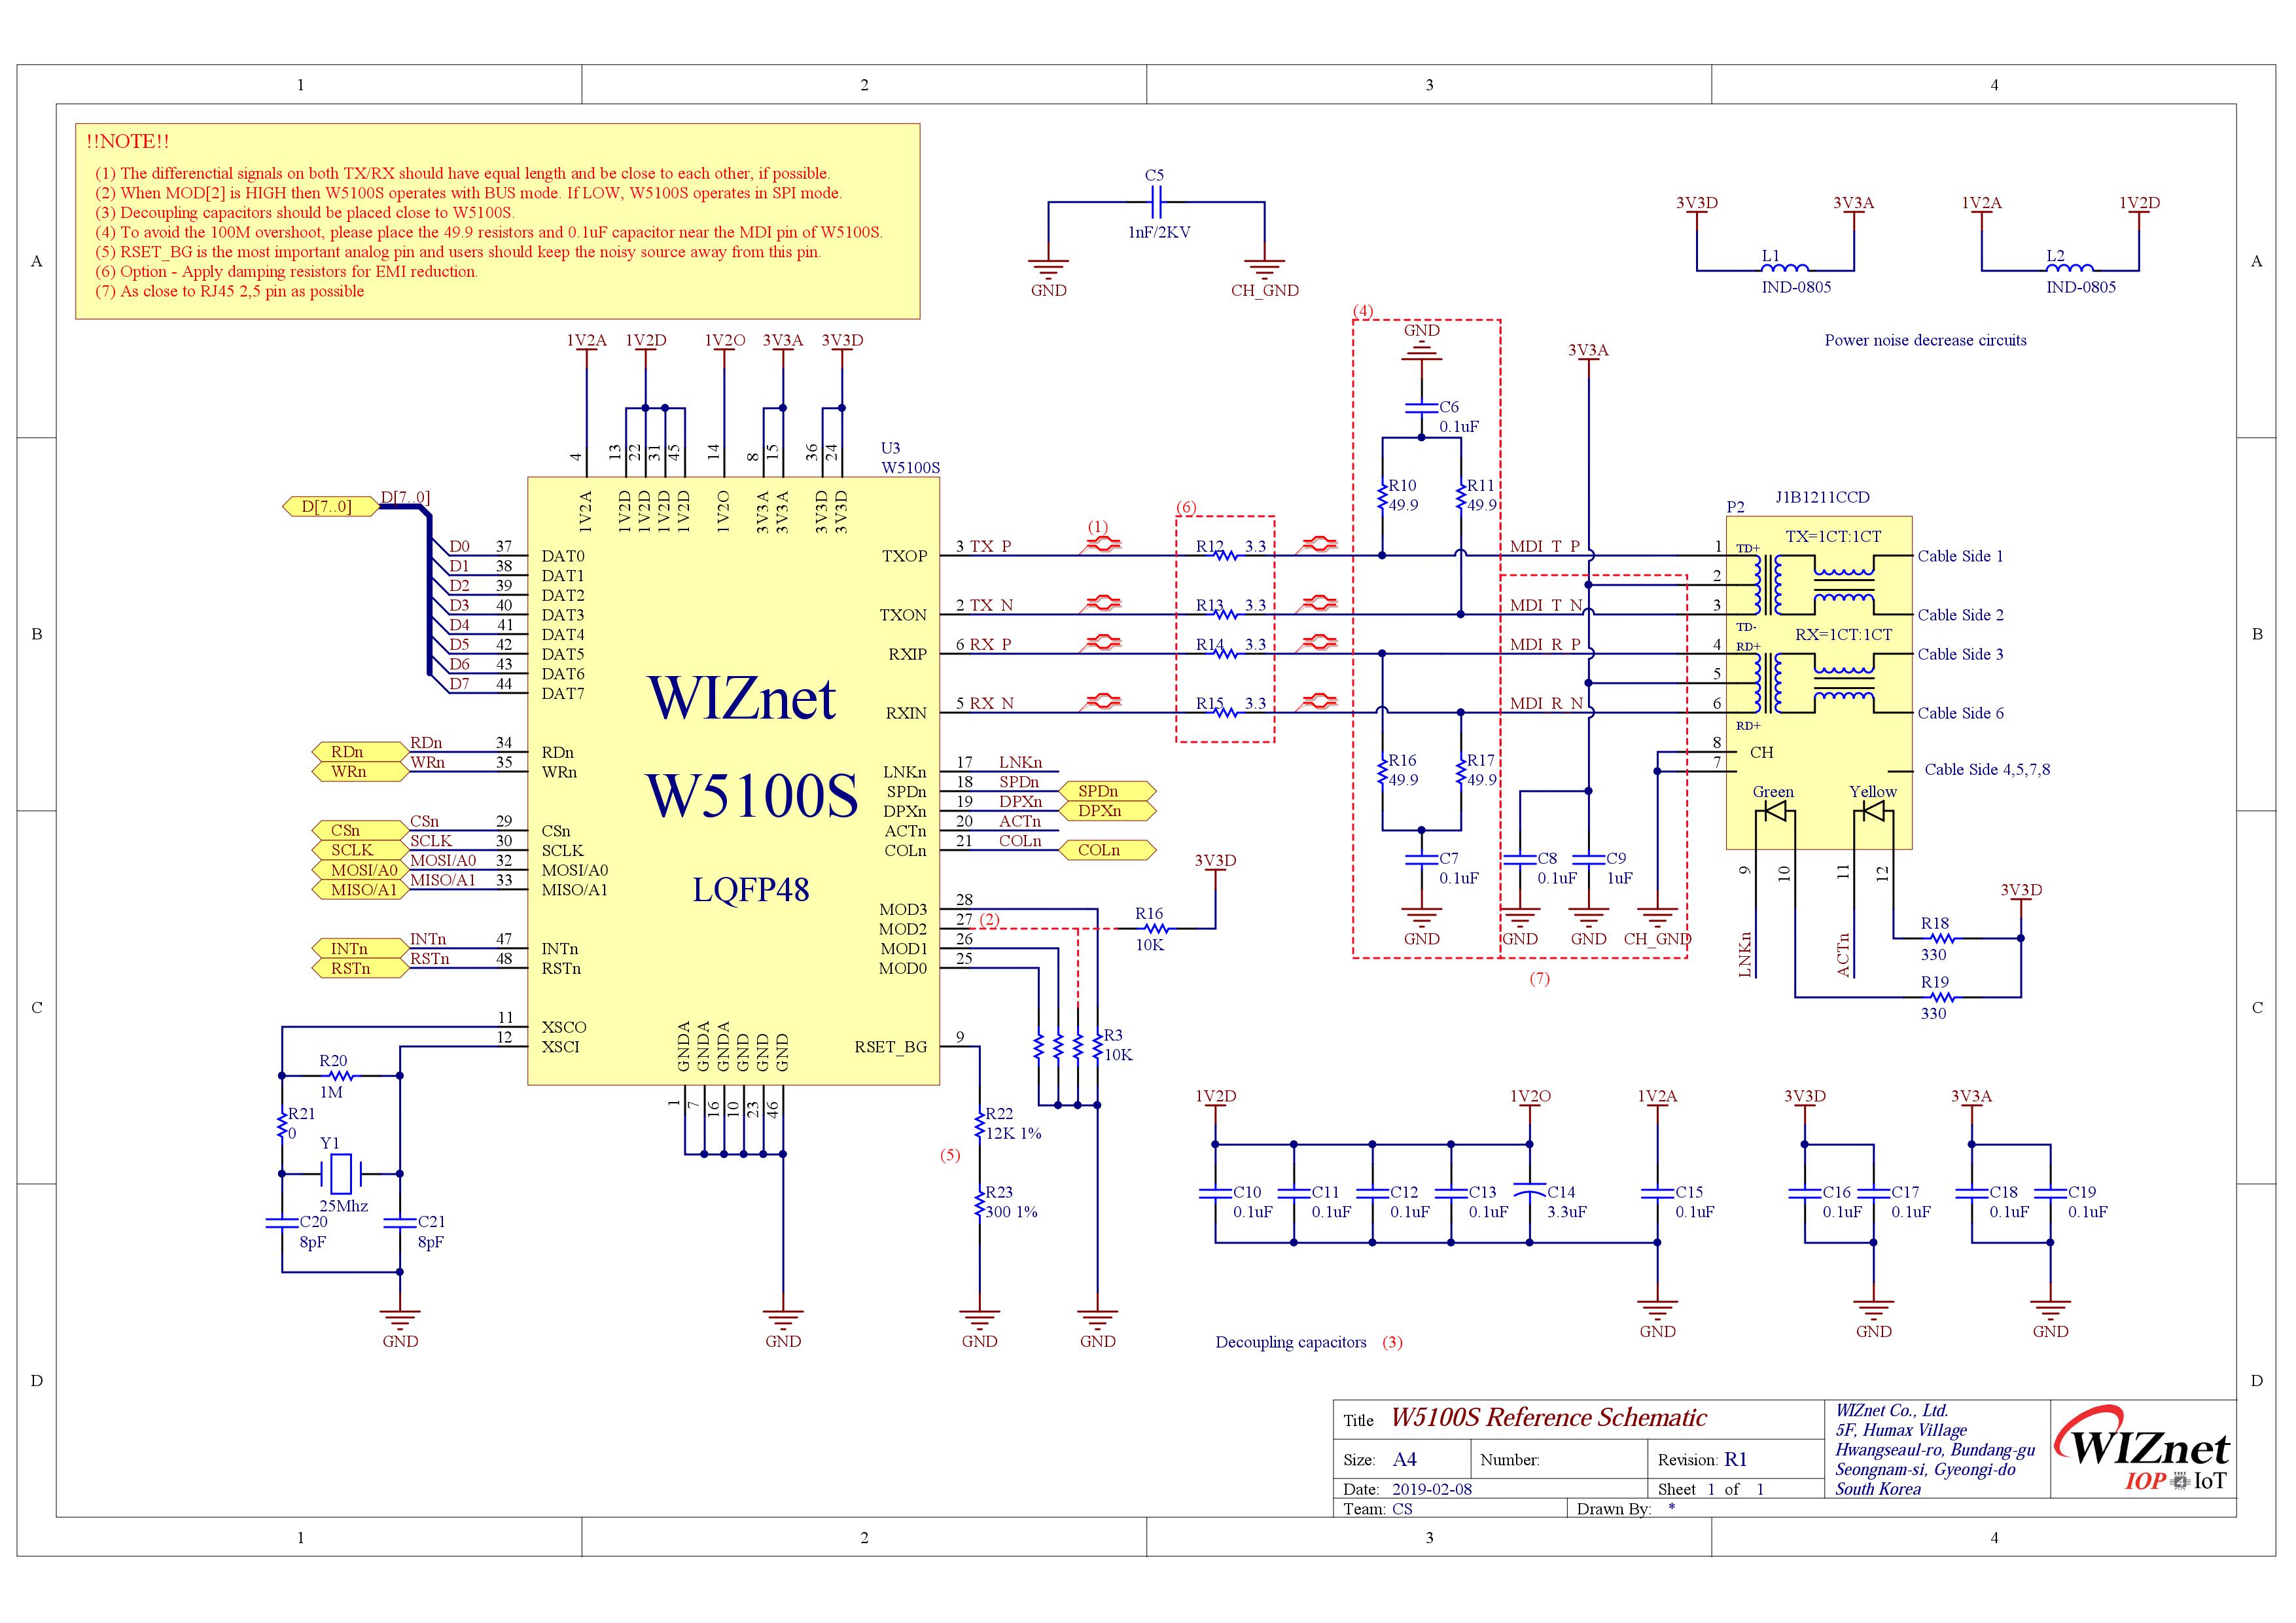 1
2
3
4
A
A
B
B
C
C
D
D
!!NOTE!!
(1) The differenctial signals on both TX/RX should have equal length and be close to each other, if possible.
(2) When MOD[2] is HIGH then W5100S operates with BUS mode. If LOW, W5100S operates in SPI mode.
(3) Decoupling capacitors should be placed close to W5100S.
(4) To avoid the 100M overshoot, please place the 49.9 resistors and 0.1uF capacitor near the MDI pin of W5100S.
(5) RSET_BG is the most important analog pin and users should keep the noisy source away from this pin.
(6) Option - Apply damping resistors for EMI reduction.
(7) As close to RJ45 2,5 pin as possible
C5
1nF/2KV
GND
CH_GND
3V3D
3V3A
L1
IND-0805
1V2A
1V2D
L2
IND-0805
Power noise decrease circuits
1V2A
1V2D
1V2O
3V3A
3V3D
4
13
22
31
45
14
8
15
36
24
U3
W5100S
1V2A
1V2D
1V2D
1V2D
1V2D
1V2O
3V3A
3V3A
3V3D
3V3D
D[7..0]
D[7..0]
D0 37 DAT0
D1 38 DAT1
D2 39 DAT2
D3 40 DAT3
D4 41 DAT4
D5 42 DAT5
D6 43 DAT6
D7 44 DAT7
RDn RDn 34 RDn
WRn WRn 35 WRn
CSn CSn 29 CSn
SCLK SCLK 30 SCLK
MOSI/A0 MOSI/A0 32 MOSI/A0
MISO/A1 MISO/A1 33 MISO/A1
INTn INTn 47 INTn
RSTn RSTn 48 RSTn
11 XSCO
12 XSCI
WIZnet
W5100S
LQFP48
TXOP 3 TX_P
TXON 2 TX_N
RXIP 6 RX_P
RXIN 5 RX_N
LNKn 17 LNKn
SPDn 18 SPDn SPDn
DPXn 19 DPXn DPXn
ACTn 20 ACTn
COLn 21 COLn COLn
MOD3 28
MOD2 27 (2)
MOD1 26
MOD0 25
RSET_BG 9
GNDA
GNDA
GNDA
GND
GND
GND
1
7
16
10
23
46
GND
R20
1M
R21
0
Y1
25Mhz
C20
8pF
C21
8pF
GND
R22
12K 1%
(5)
R23
300 1%
GND
R3
10K
GND
3V3D
R16
10K
(1)
(6)
R12 3.3
R13 3.3
R14 3.3
R15 3.3
(4)
GND
C6
0.1uF
R10
49.9
R11
49.9
R16
49.9
R17
49.9
C7
0.1uF
GND
3V3A
MDI_T_P
MDI_T_N
MDI_R_P
MDI_R_N
C8
0.1uF
GND
C9
1uF
GND
CH_GND
(7)
J1B1211CCD
P2
TX=1CT:1CT
1 TD+
2
3
TD-
RX=1CT:1CT
4 RD+
5
6
RD+
8 CH
7
Cable Side 1
Cable Side 2
Cable Side 3
Cable Side 6
Cable Side 4,5,7,8
Green
Yellow
9
10
11
12
LNKn
ACTn
3V3D
R18
330
R19
330
1V2D
1V2O
1V2A
3V3D
3V3A
C10
0.1uF
C11
0.1uF
C12
0.1uF
C13
0.1uF
C14
3.3uF
C15
0.1uF
C16
0.1uF
C17
0.1uF
C18
0.1uF
C19
0.1uF
GND
GND
GND
Decoupling capacitors (3)
Title W5100S Reference Schematic
Size: A4
Number:
Revision: R1
Date: 2019-02-08
Sheet 1 of 1
Team: CS
Drawn By: *
WIZnet Co., Ltd.
5F, Humax Village
Hwangseaul-ro, Bundang-gu
Seongnam-si, Gyeongi-do
South Korea
WIZnet
IOP 4 IoT
1
2
3
4